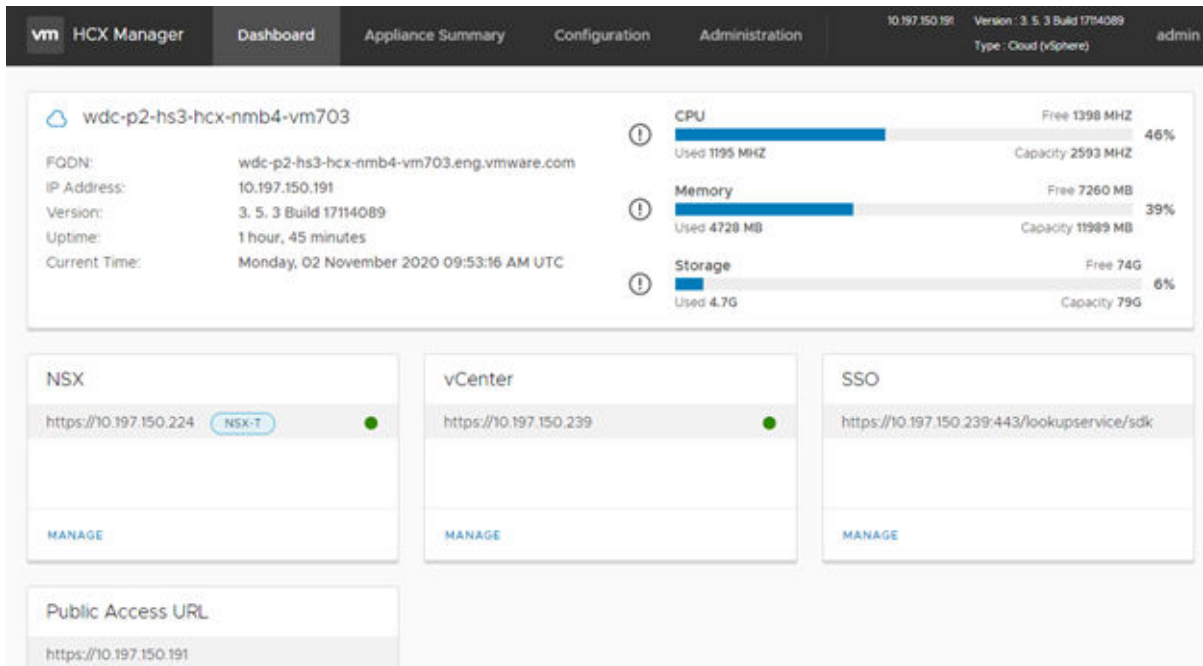 vm HCX Manager Dashboard Appliance Summary Configuration Administration 10.197.150.191 Version : 3. 5. 3 Build 17114089 admin
Type : Cloud (vSphere)
wdc-p2-hs3-hcx-nmb4-vm703
FQDN: wdc-p2-hs3-hcx-nmb4-vm703.eng.vmware.com
IP Address: 10.197.150.191
Version: 3. 5. 3 Build 17114089
Uptime: 1 hour, 45 minutes
Current Time: Monday, 02 November 2020 09:53:16 AM UTC
CPU Free 1398 MHZ
46%
Used 1195 MHZ Capacity 2593 MHZ
Memory Free 7260 MB
39%
Used 4728 MB Capacity 11989 MB
Storage Free 74G
6%
Used 4.7G Capacity 79G
NSX
https://10.197.150.224 NSX-T
MANAGE
vCenter
https://10.197.150.239
MANAGE
SSO
https://10.197.150.239:443/lookupservice/sdk
MANAGE
Public Access URL
https://10.197.150.191